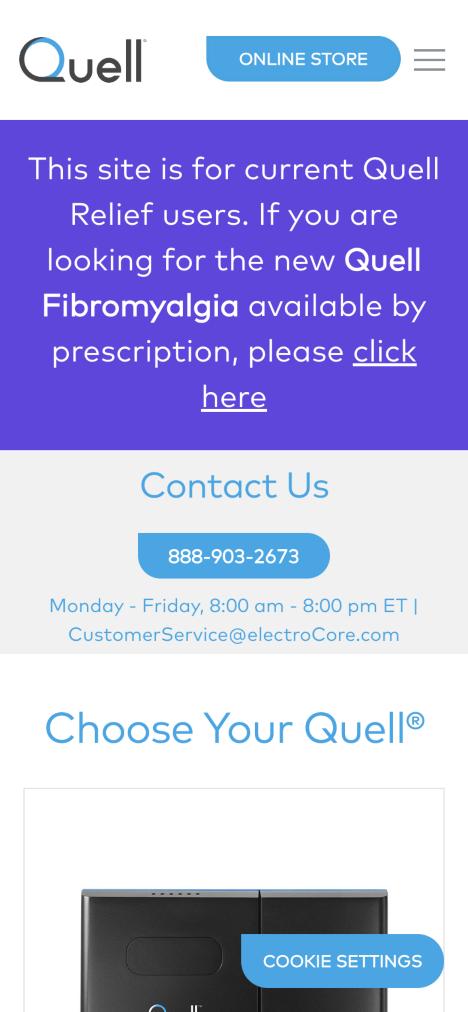 Quell
ONLINE STORE
This site is for current Quell
Relief users. If you are
looking for the new Quell
Fibromyalgia available by
prescription, please click
here
Contact Us
888-903-2673
Monday - Friday, 8:00 am - 8:00 pm ET |
CustomerService@electroCore.com
Choose Your Quell®
COOKIE SETTINGS
Quell